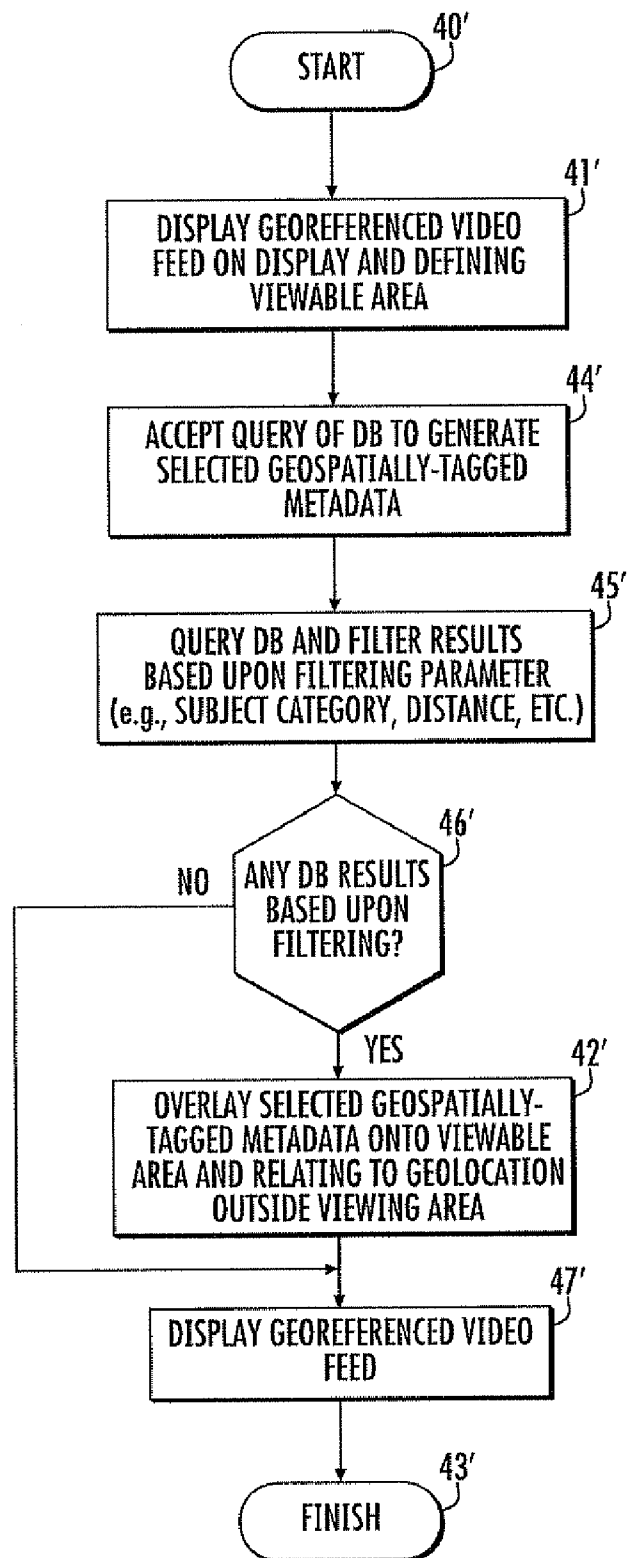 START
40′
41′
DISPLAY GEOREFERENCED VIDEO
FEED ON DISPLAY AND DEFINING
VIEWABLE AREA
44′
ACCEPT QUERY OF DB TO GENERATE
SELECTED GEOSPATIALLY-TAGGED
METADATA
45′
QUERY DB AND FILTER RESULTS
BASED UPON FILTERING PARAMETER
(e.g., SUBJECT CATEGORY, DISTANCE, ETC.)
46′
ANY DB RESULTS
BASED UPON
FILTERING?
NO
YES
42′
OVERLAY SELECTED GEOSPATIALLY-
TAGGED METADATA ONTO VIEWABLE
AREA AND RELATING TO GEOLOCATION
OUTSIDE VIEWING AREA
47′
DISPLAY GEOREFERENCED VIDEO
FEED
43′
FINISH